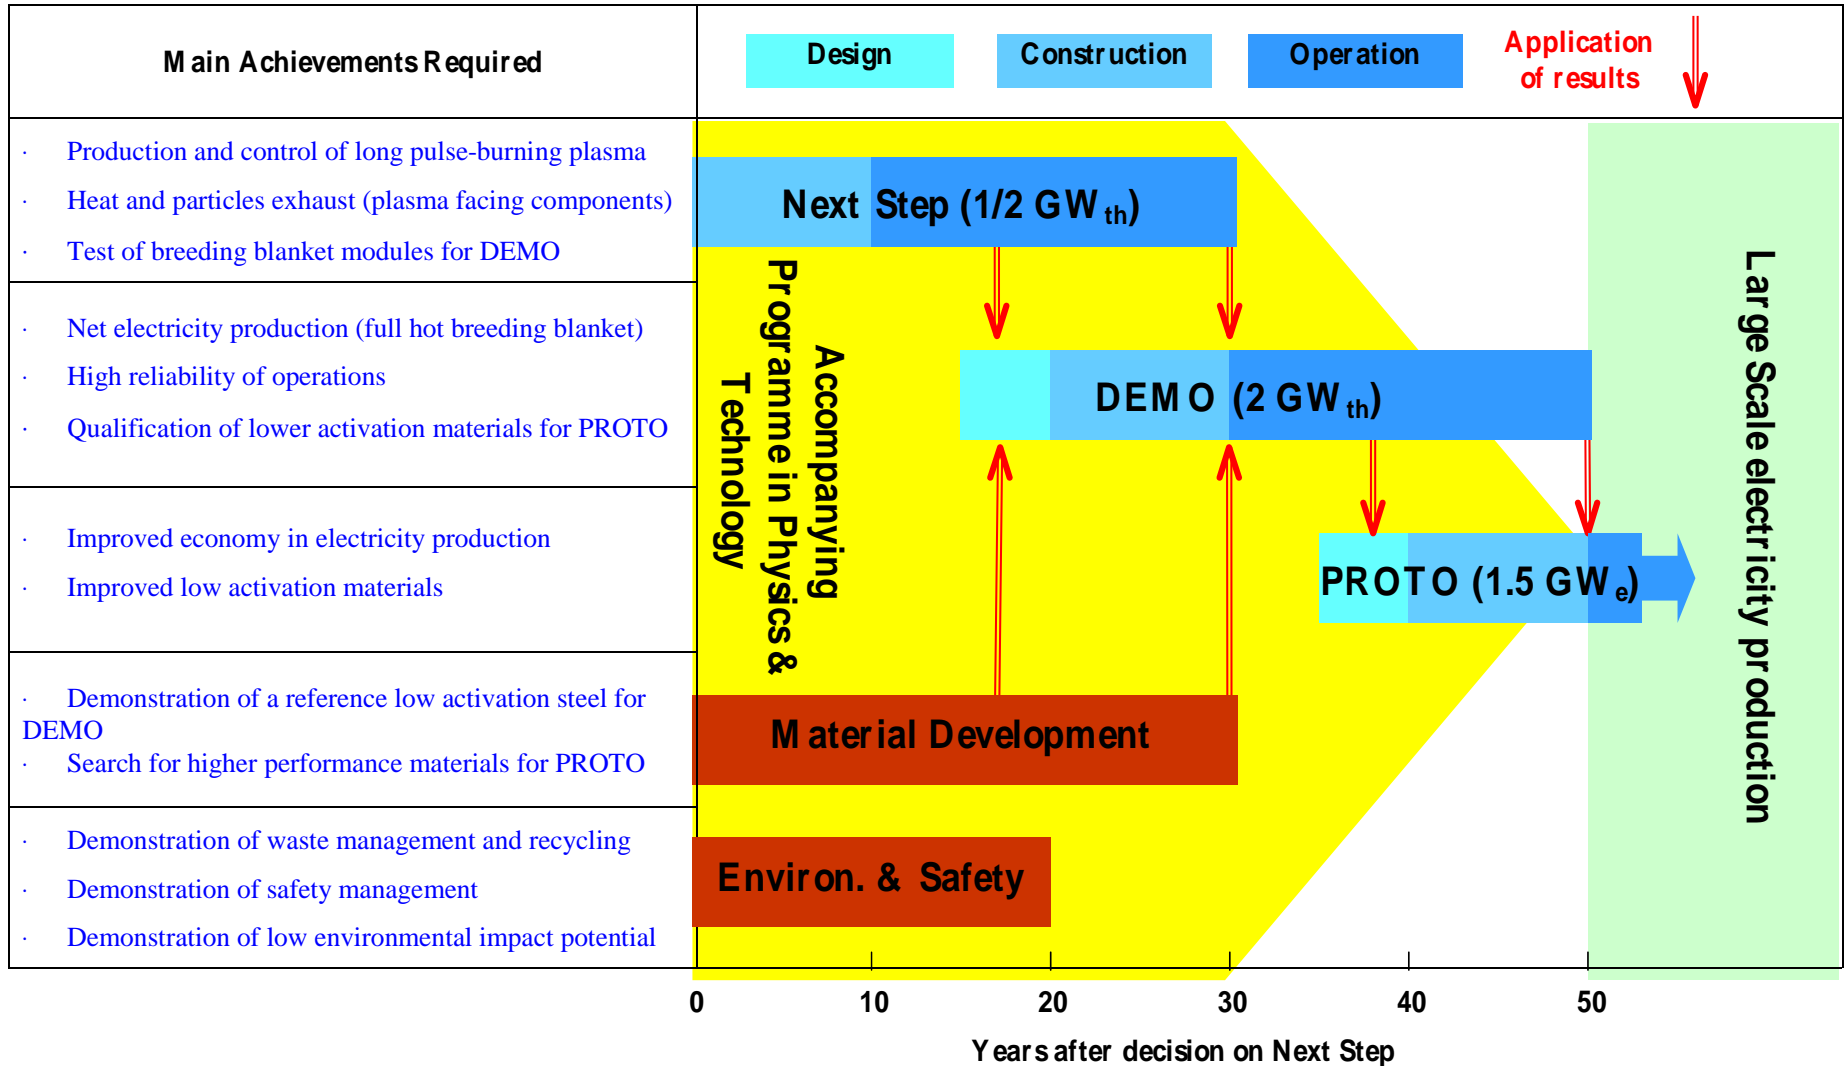 Main Achievements Required
Design
Construction
Operation
Application
of results
· Production and control of long pulse-burning plasma
· Heat and particles exhaust (plasma facing components)
· Test of breeding blanket modules for DEMO
Next Step (1/2 GWth)
· Net electricity production (full hot breeding blanket)
· High reliability of operations
· Qualification of lower activation materials for PROTO
Accompanying
Programme in Physics &
Technology
DEMO (2 GWth)
Large Scale electricity production
· Improved economy in electricity production
· Improved low activation materials
PROTO (1.5 GWe)
· Demonstration of a reference low activation steel for
DEMO
· Search for higher performance materials for PROTO
Material Development
· Demonstration of waste management and recycling
· Demonstration of safety management
· Demonstration of low environmental impact potential
Environ. & Safety
0 10 20 30 40 50
Years after decision on Next Step